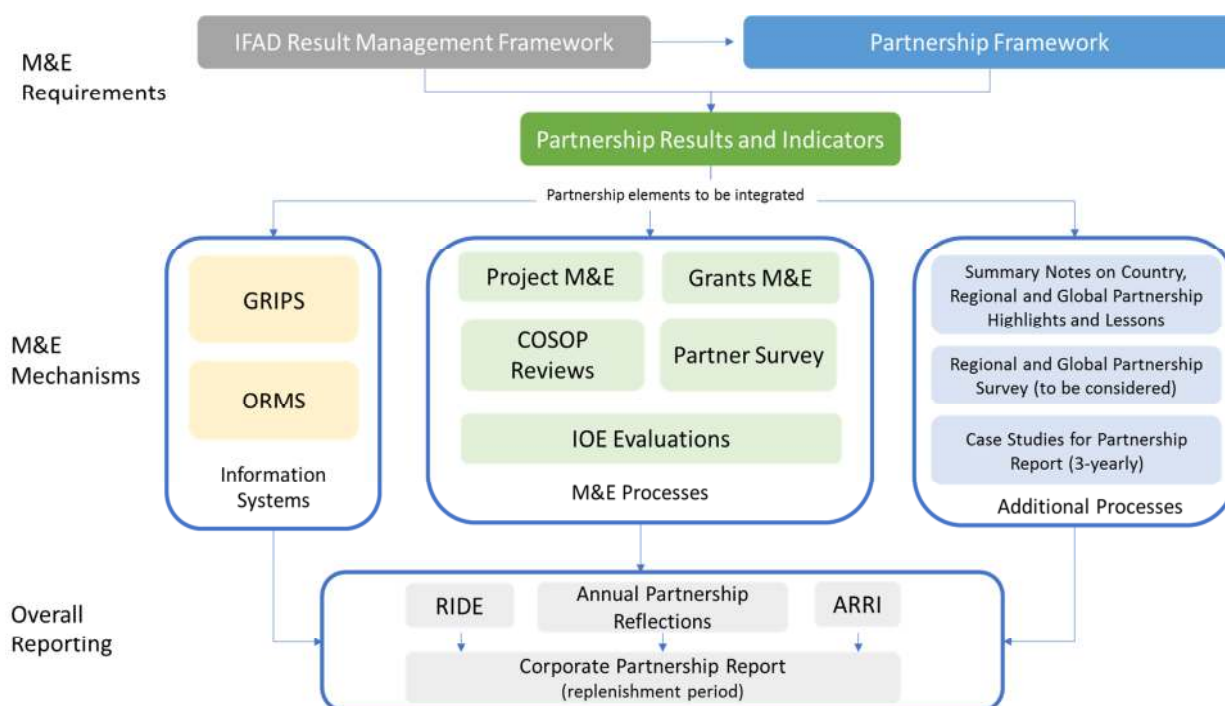 M&E
Requirements
IFAD Result Management Framework
Partnership Framework
Partnership Results and Indicators
Partnership elements to be integrated
M&E
Mechanisms
GRIPS
ORMS
Information
Systems
Project M&E
Grants M&E
COSOP
Reviews
Partner Survey
IOE Evaluations
M&E Processes
Summary Notes on Country,
Regional and Global Partnership
Highlights and Lessons
Regional and Global Partnership
Survey (to be considered)
Case Studies for Partnership
Report (3-yearly)
Additional Processes
Overall
Reporting
RIDE
Annual Partnership
Reflections
ARRI
Corporate Partnership Report
(replenishment period)